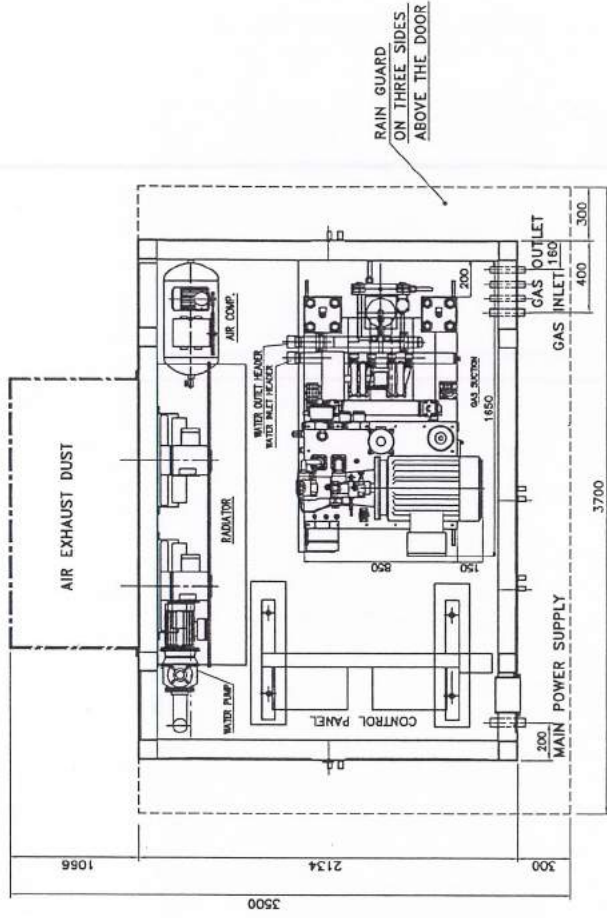 AIR EXHAUST DUST
RAIN GUARD
ON THREE SIDES
ABOVE THE DOOR
AIR COMP.
RADIATOR
WATER PUMP
WATER OUTET HEADER
WATER INLET HEADER
GAS SUCTION
CONTROL PANEL
MAIN POWER SUPPLY
GAS INLET
GAS OUTLET
160
200
200
300
400
1650
850
150
3700
1066
2134
300
3500